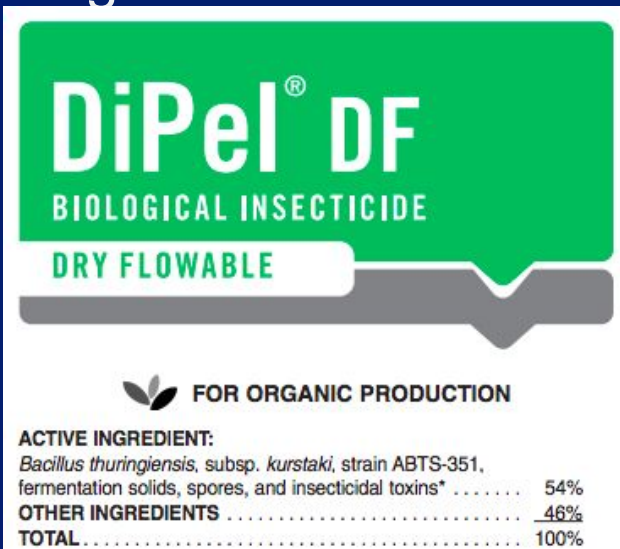 DiPel® DF
BIOLOGICAL INSECTICIDE
DRY FLOWABLE
FOR ORGANIC PRODUCTION
ACTIVE INGREDIENT:
Bacillus thuringiensis, subsp. kurstaki, strain ABTS-351,
fermentation solids, spores, and insecticidal toxins* . . . . . . . 54%
OTHER INGREDIENTS . . . . . . . . . . . . . . . . . . . . . . . . . . . . 46%
TOTAL . . . . . . . . . . . . . . . . . . . . . . . . . . . . . . . . . . . . . . . . . 100%